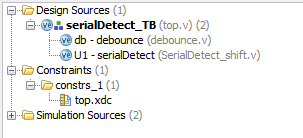 Design Sources (1)
serialDetect_TB (top.v) (2)
db - debounce (debounce.v)
U1 - serialDetect (SerialDetect_shift.v)
Constraints (1)
constrs_1 (1)
top.xdc
Simulation Sources (2)